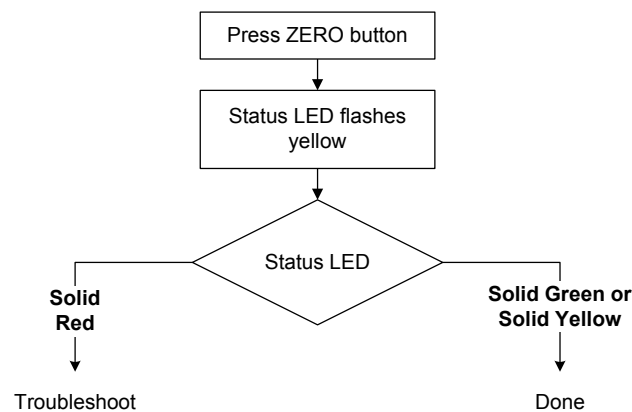 Press ZERO button
Status LED flashes
yellow
Status LED
Solid
Red
Solid Green or
Solid Yellow
Troubleshoot
Done